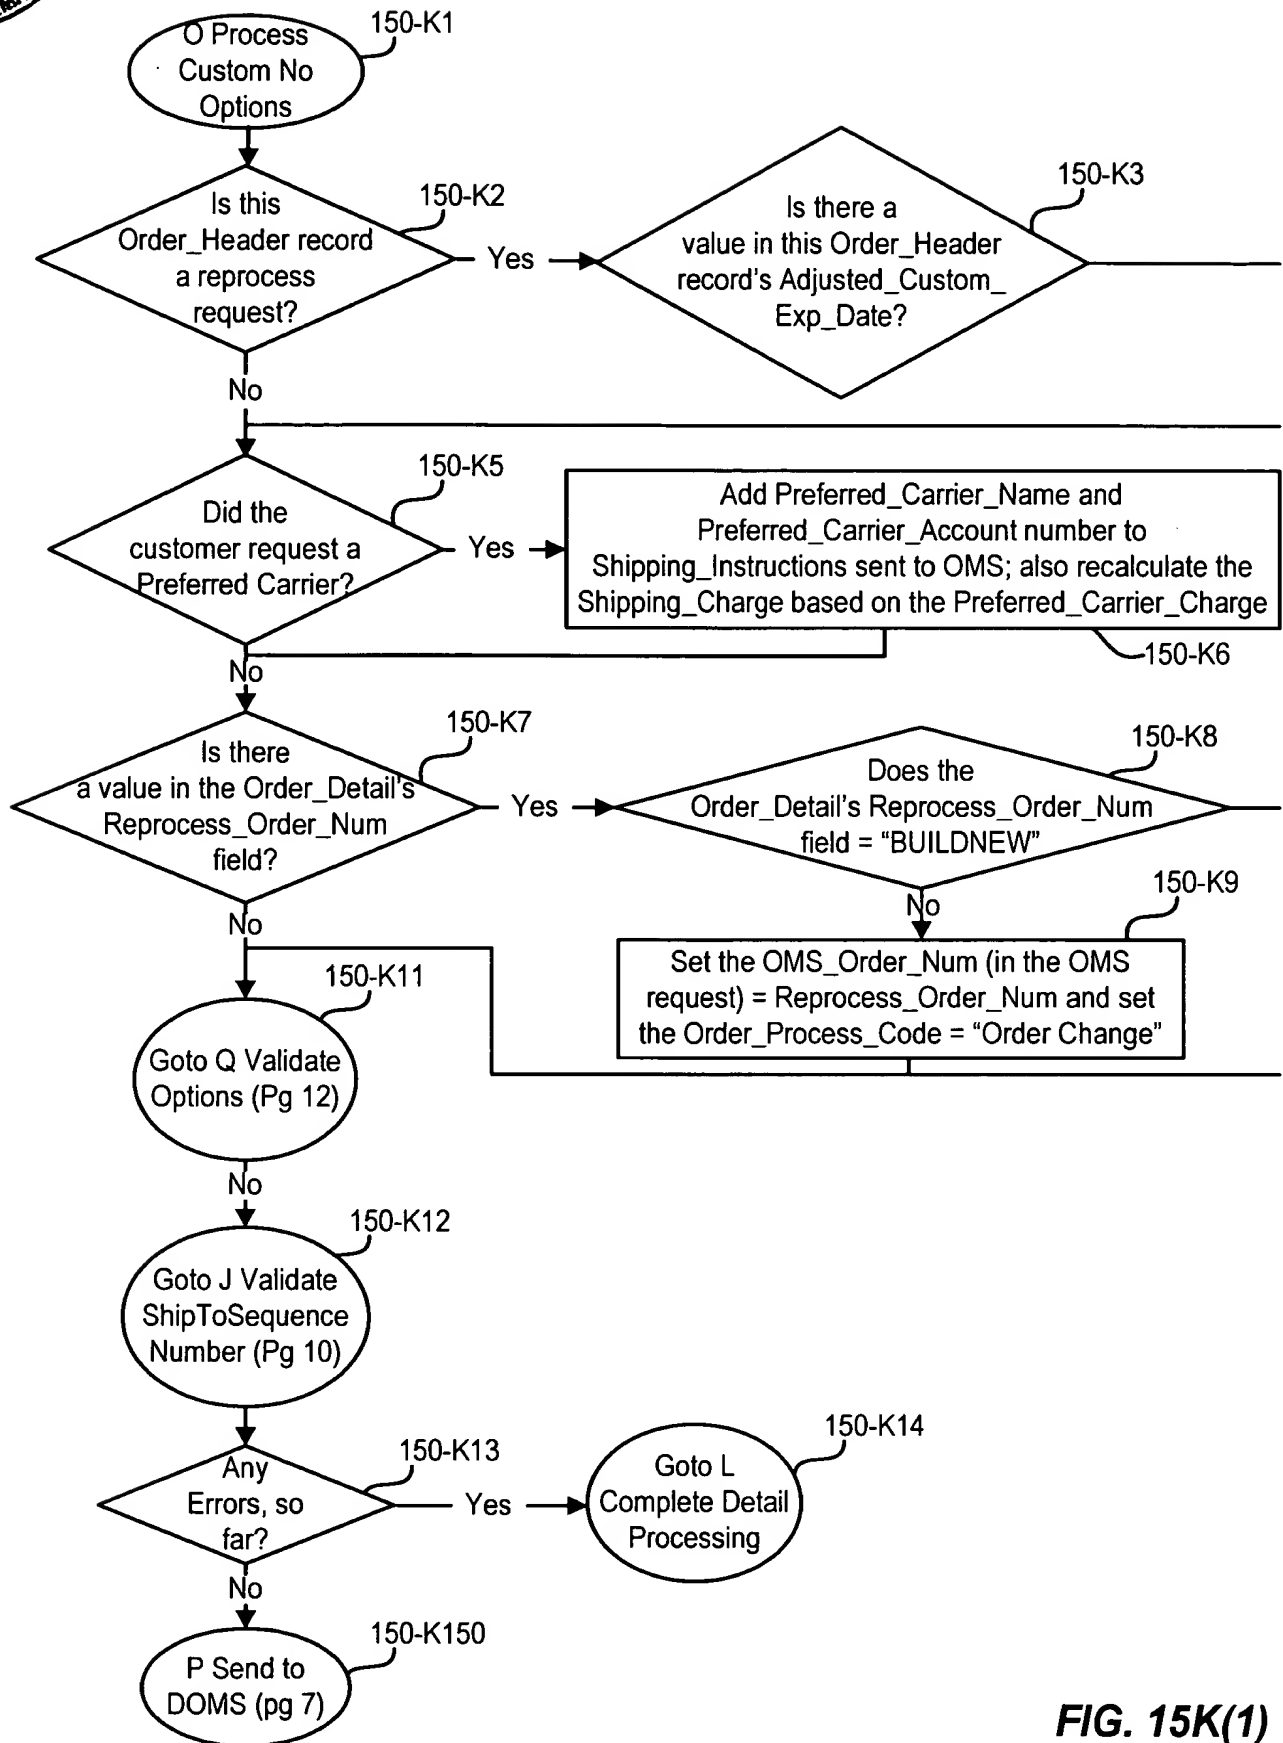 150-K1
O Process
Custom No
Options
150-K2
Is this
Order_Header record
a reprocess
request?
Yes
150-K3
Is there a
value in this Order_Header
record's Adjusted_Custom_
Exp_Date?
No
150-K5
Did the
customer request a
Preferred Carrier?
Yes
Add Preferred_Carrier_Name and
Preferred_Carrier_Account number to
Shipping_Instructions sent to OMS; also recalculate the
Shipping_Charge based on the Preferred_Carrier_Charge
150-K6
No
150-K7
Is there
a value in the Order_Detail's
Reprocess_Order_Num
field?
Yes
150-K8
Does the
Order_Detail's Reprocess_Order_Num
field = “BUILDNEW”
No
150-K9
Set the OMS_Order_Num (in the OMS
request) = Reprocess_Order_Num and set
the Order_Process_Code = “Order Change”
No
150-K11
Goto Q Validate
Options (Pg 12)
No
150-K12
Goto J Validate
ShipToSequence
Number (Pg 10)
150-K13
Any
Errors, so
far?
Yes
150-K14
Goto L
Complete Detail
Processing
No
150-K150
P Send to
DOMS (pg 7)
FIG. 15K(1)